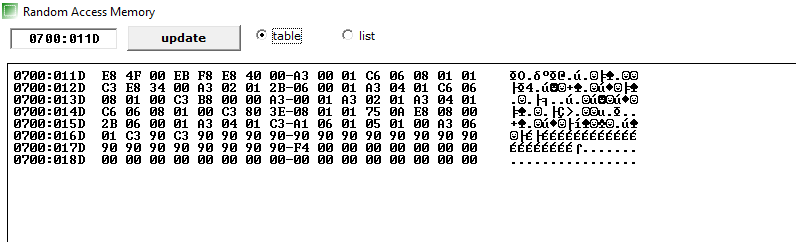 Random Access Memory
0700:011D update table list
0700:011D E8 4F 00 EB F8 E8 40 00-A3 00 01 C6 06 08 01 01 ΦO.δ°Φ@.ú.☺╞♠.☺☺
0700:012D C3 E8 34 00 A3 02 01 2B-06 00 01 A3 04 01 C6 06 ├Φ4.ú☻☺+♠.☺ú♦☺╞♠
0700:013D 08 01 00 C3 B8 00 00 A3-00 01 A3 02 01 A3 04 01 .☺.├╕..ú.☺ú☻☺ú♦☺
0700:014D C6 06 08 01 00 C3 80 3E-08 01 01 75 0A E8 08 00 ╞♠.☺.├Ç>.☺☺u.Φ..
0700:015D 2B 06 00 01 A3 04 01 C3-A1 06 01 05 01 00 A3 06 +♠.☺ú♦☺├í♠☺♣☺.ú♠
0700:016D 01 C3 90 C3 90 90 90 90-90 90 90 90 90 90 90 90 ☺├É├ÉÉÉÉÉÉÉÉÉÉÉÉ
0700:017D 90 90 90 90 90 90 90 90-F4 00 00 00 00 00 00 00 ÉÉÉÉÉÉÉÉ⌠.......
0700:018D 00 00 00 00 00 00 00 00-00 00 00 00 00 00 00 00 ................